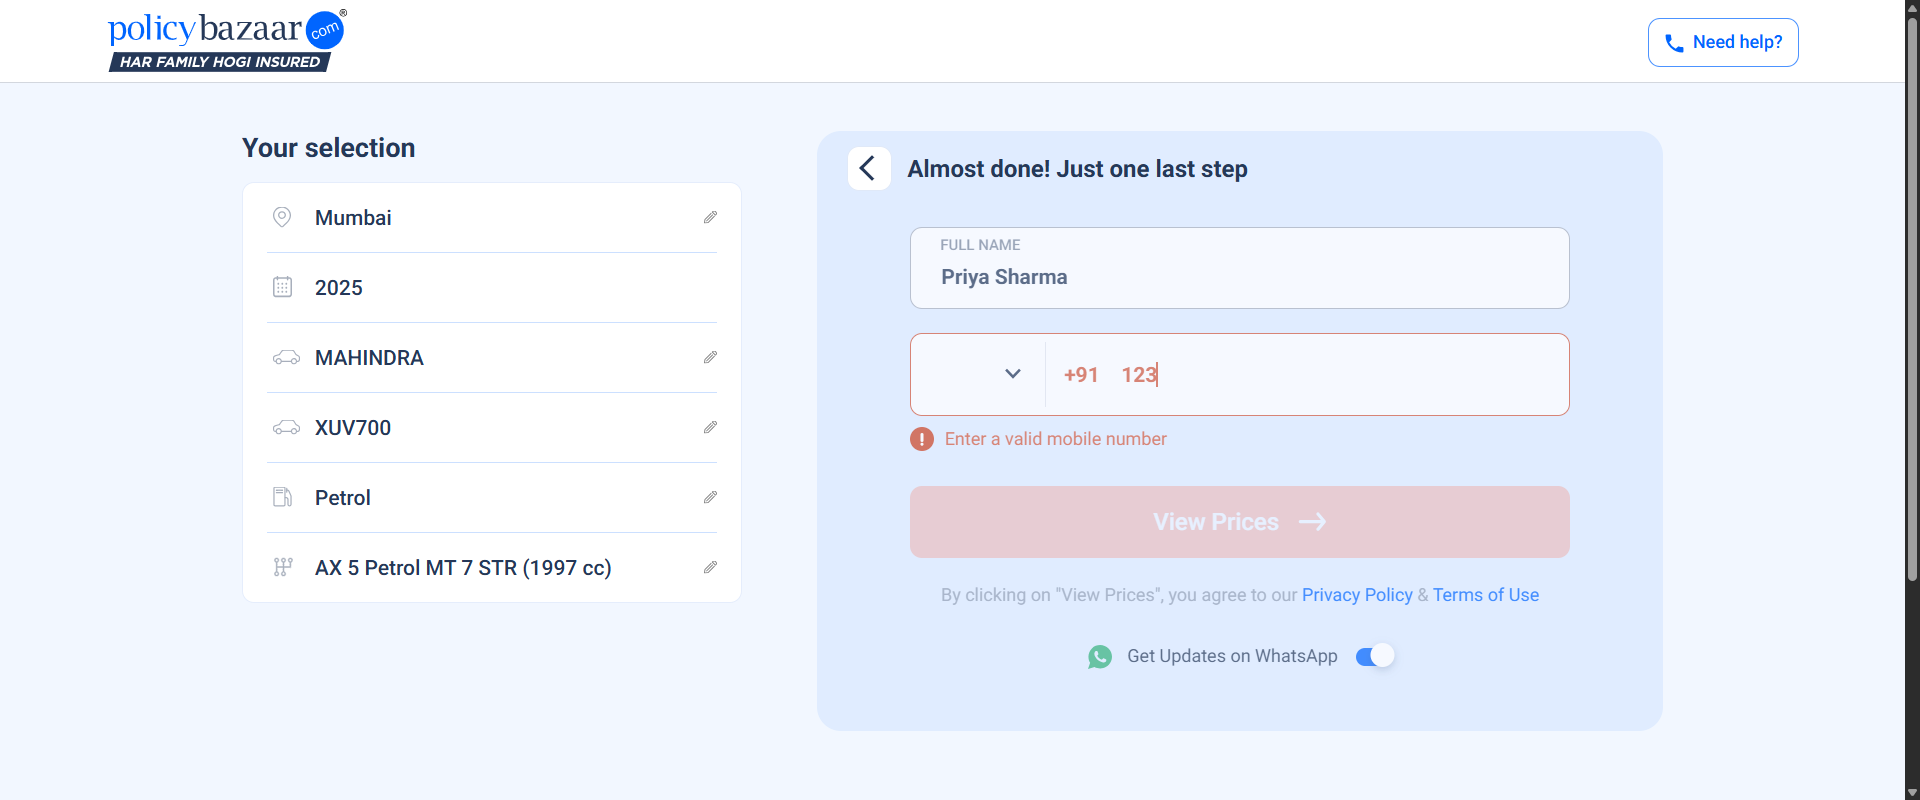 policybazaar.com®
HAR FAMILY HOGI INSURED
Need help?
Your selection
Mumbai
2025
MAHINDRA
XUV700
Petrol
AX 5 Petrol MT 7 STR (1997 cc)
Almost done! Just one last step
FULL NAME
Priya Sharma
+91 123
! Enter a valid mobile number
View Prices →
By clicking on "View Prices", you agree to our Privacy Policy & Terms of Use
Get Updates on WhatsApp